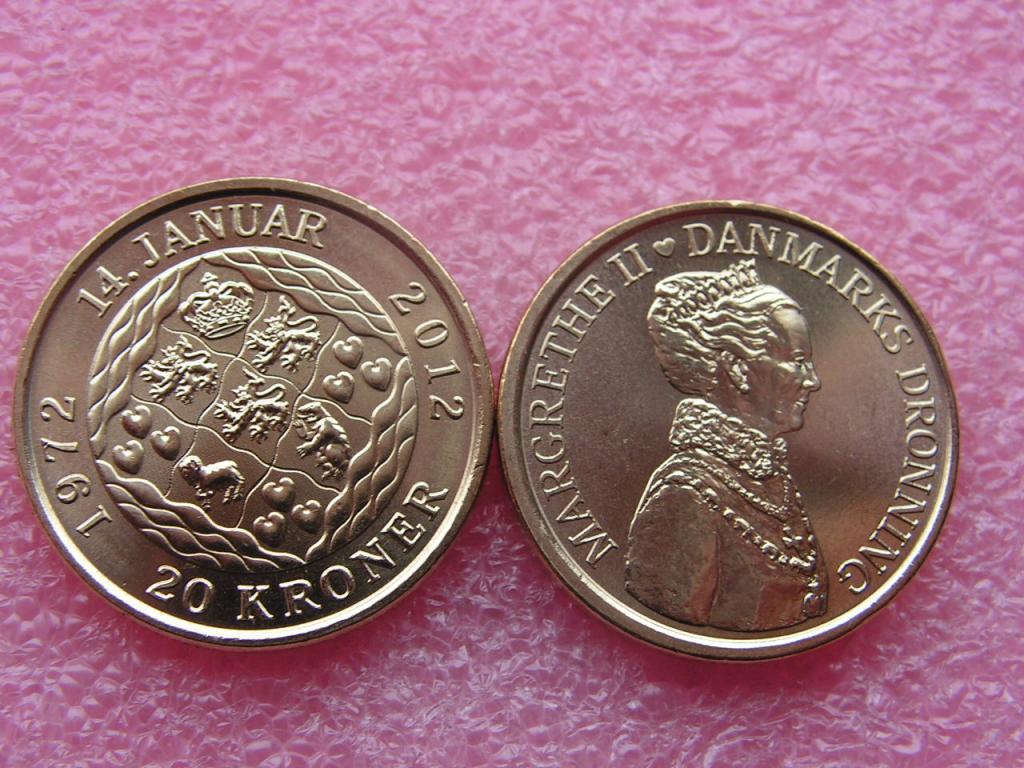 14. JANUAR
1972
2012
20 KRONER
MARGRETHE II ♥ DANMARKS DRONNING